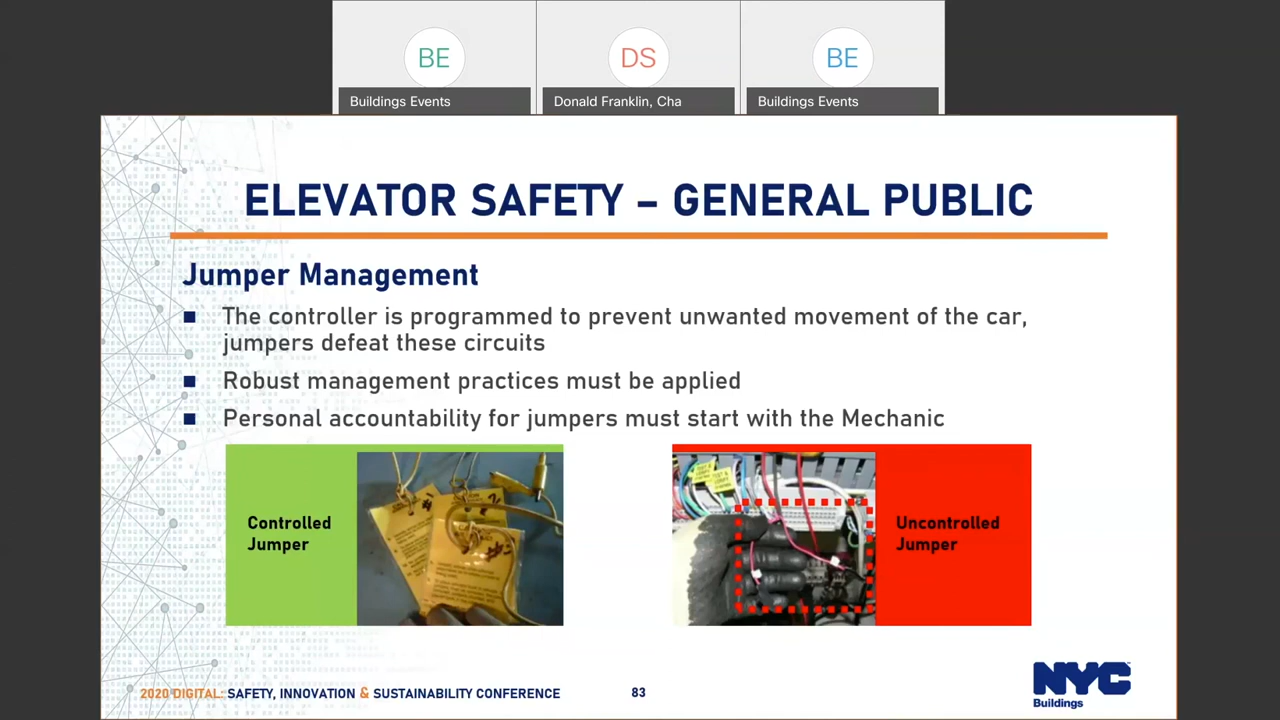 BE
DS
BE
Buildings Events
Donald Franklin, Cha
Buildings Events
ELEVATOR SAFETY – GENERAL PUBLIC
Jumper Management
The controller is programmed to prevent unwanted movement of the car,
jumpers defeat these circuits
Robust management practices must be applied
Personal accountability for jumpers must start with the Mechanic
Controlled
Jumper
Uncontrolled
Jumper
2020 DIGITAL: SAFETY, INNOVATION & SUSTAINABILITY CONFERENCE
83
NYC
Buildings